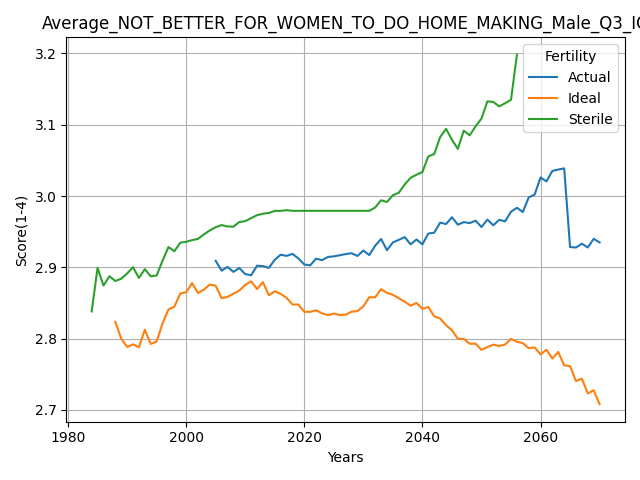 Average_NOT_BETTER_FOR_WOMEN_TO_DO_HOME_MAKING_Male_Q3_IC
3.2
3.1
3.0
2.9
2.8
2.7
Score(1-4)
1980 2000 2020 2040 2060
Years
Fertility
Actual
Ideal
Sterile